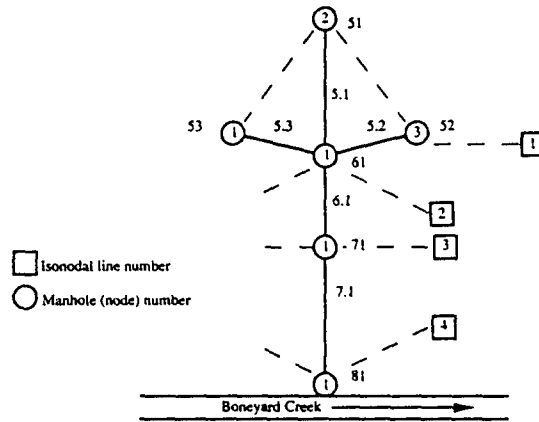 2 51
5.1
53 1 5.3 5.2 3 52
1
1 61
6.1
2
1 71 3
Isonodal line number
Manhole (node) number
7.1
4
1 81
Boneyard Creek